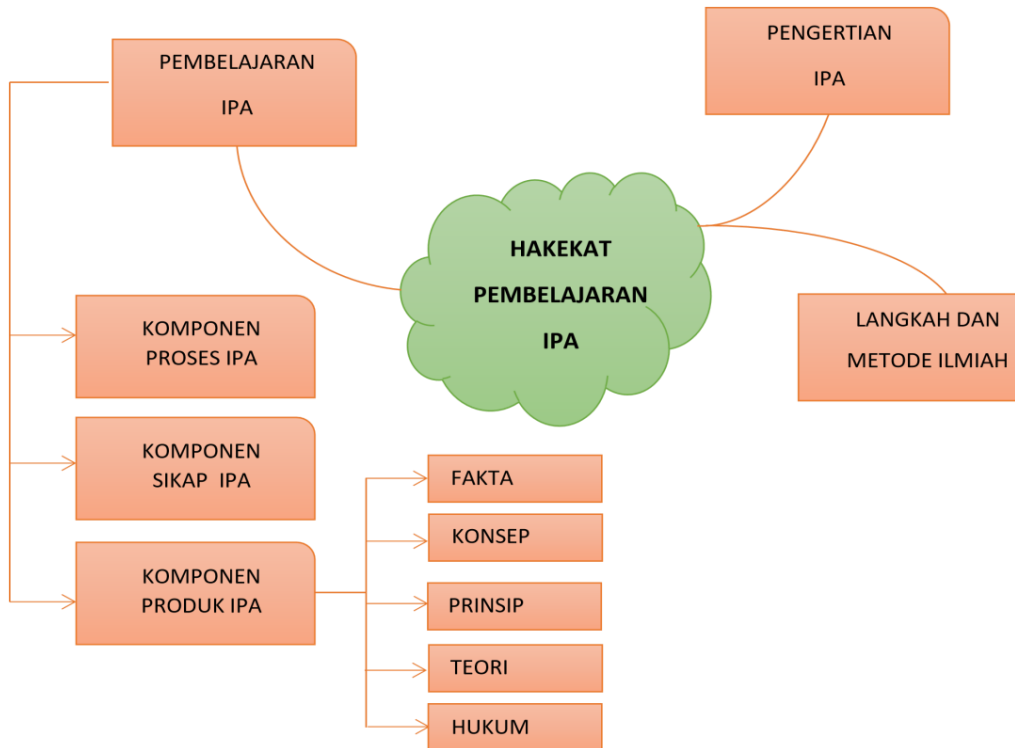 PEMBELAJARAN
IPA
PENGERTIAN
IPA
HAKEKAT
PEMBELAJARAN
IPA
LANGKAH DAN
METODE ILMIAH
KOMPONEN
PROSES IPA
KOMPONEN
SIKAP IPA
KOMPONEN
PRODUK IPA
FAKTA
KONSEP
PRINSIP
TEORI
HUKUM